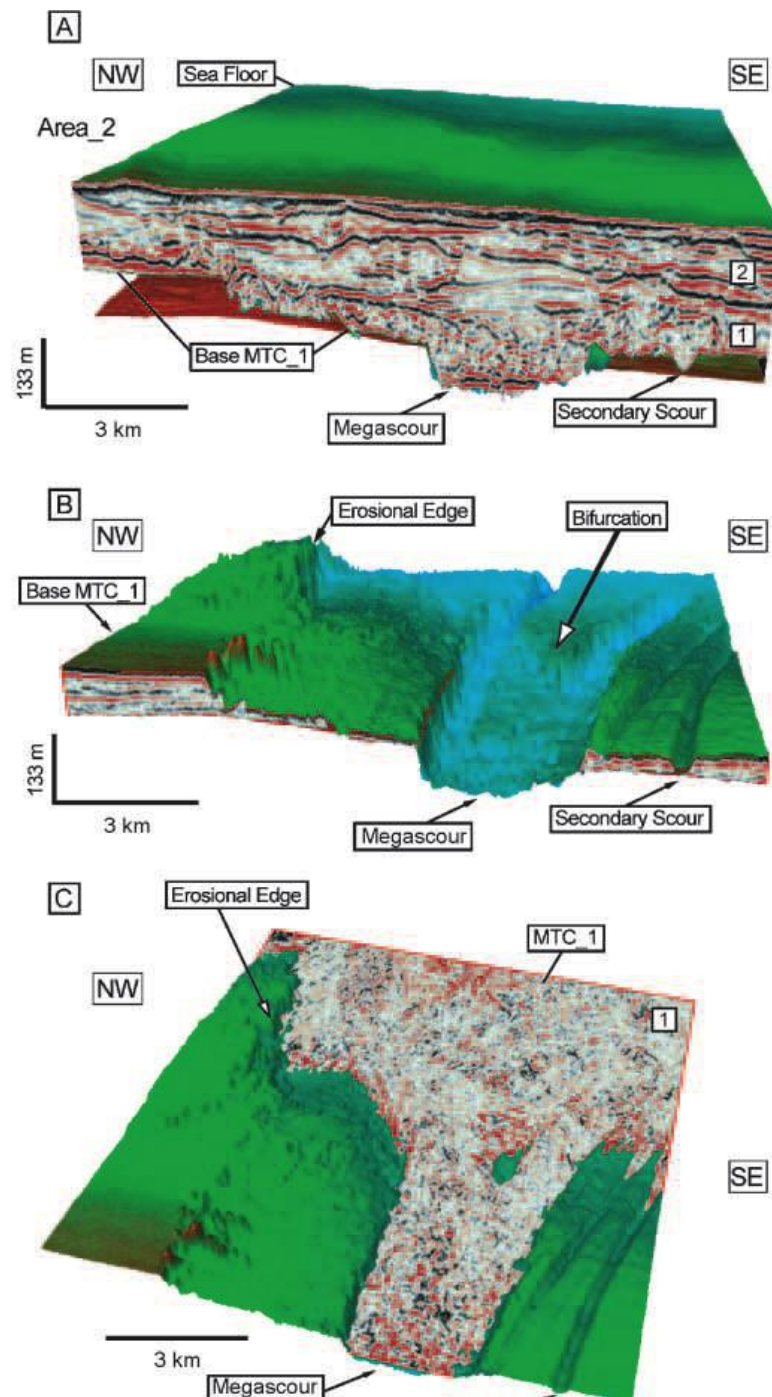 A
NW
Sea Floor
SE
Area_2
2
1
Base MTC_1
133 m
3 km
Megascour
Secondary Scour
B
NW
Erosional Edge
Bifurcation
SE
Base MTC_1
133 m
3 km
Megascour
Secondary Scour
C
Erosional Edge
MTC_1
NW
1
SE
3 km
Megascour